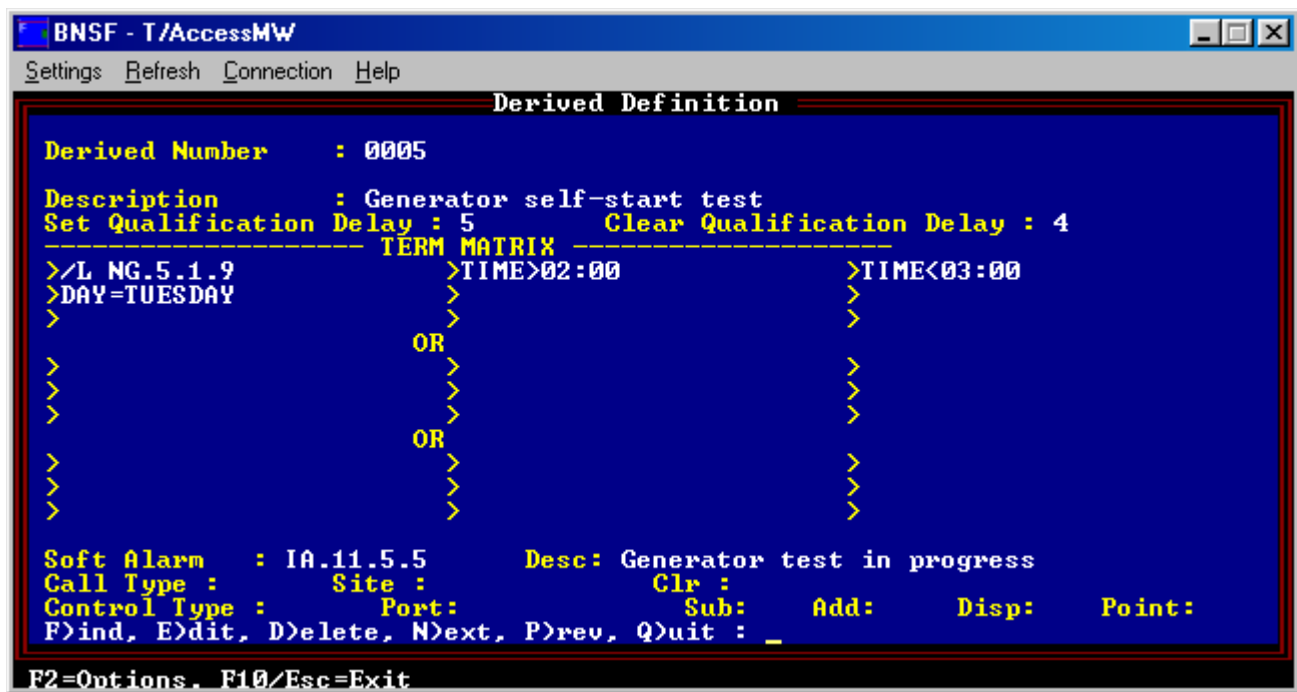 BNSF - T/AccessMW
Settings Refresh Connection Help
Derived Definition
Derived Number : 0005
Description : Generator self-start test
Set Qualification Delay : 5 Clear Qualification Delay : 4
-------------------- TERM MATRIX --------------------
>/L NG.5.1.9 >TIME>02:00 >TIME<03:00
>DAY=TUESDAY > >
> > >
OR
> > >
> > >
> > >
OR
> > >
> > >
> > >
Soft Alarm : IA.11.5.5 Desc: Generator test in progress
Call Type : Site : Clr :
Control Type : Port: Sub: Add: Disp: Point:
F)ind, E)dit, D)elete, N)ext, P)rev, Q)uit : _
F2=Options, F10/Esc=Exit